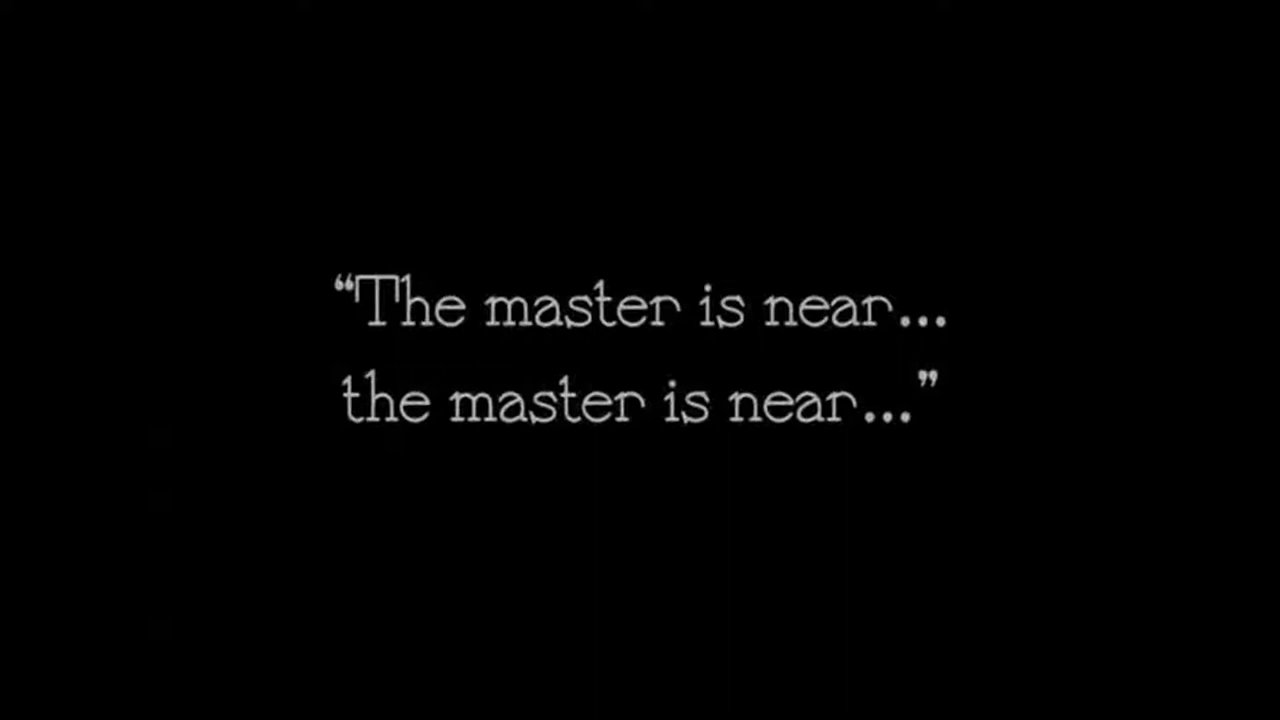 “The master is near...
the master is near...”